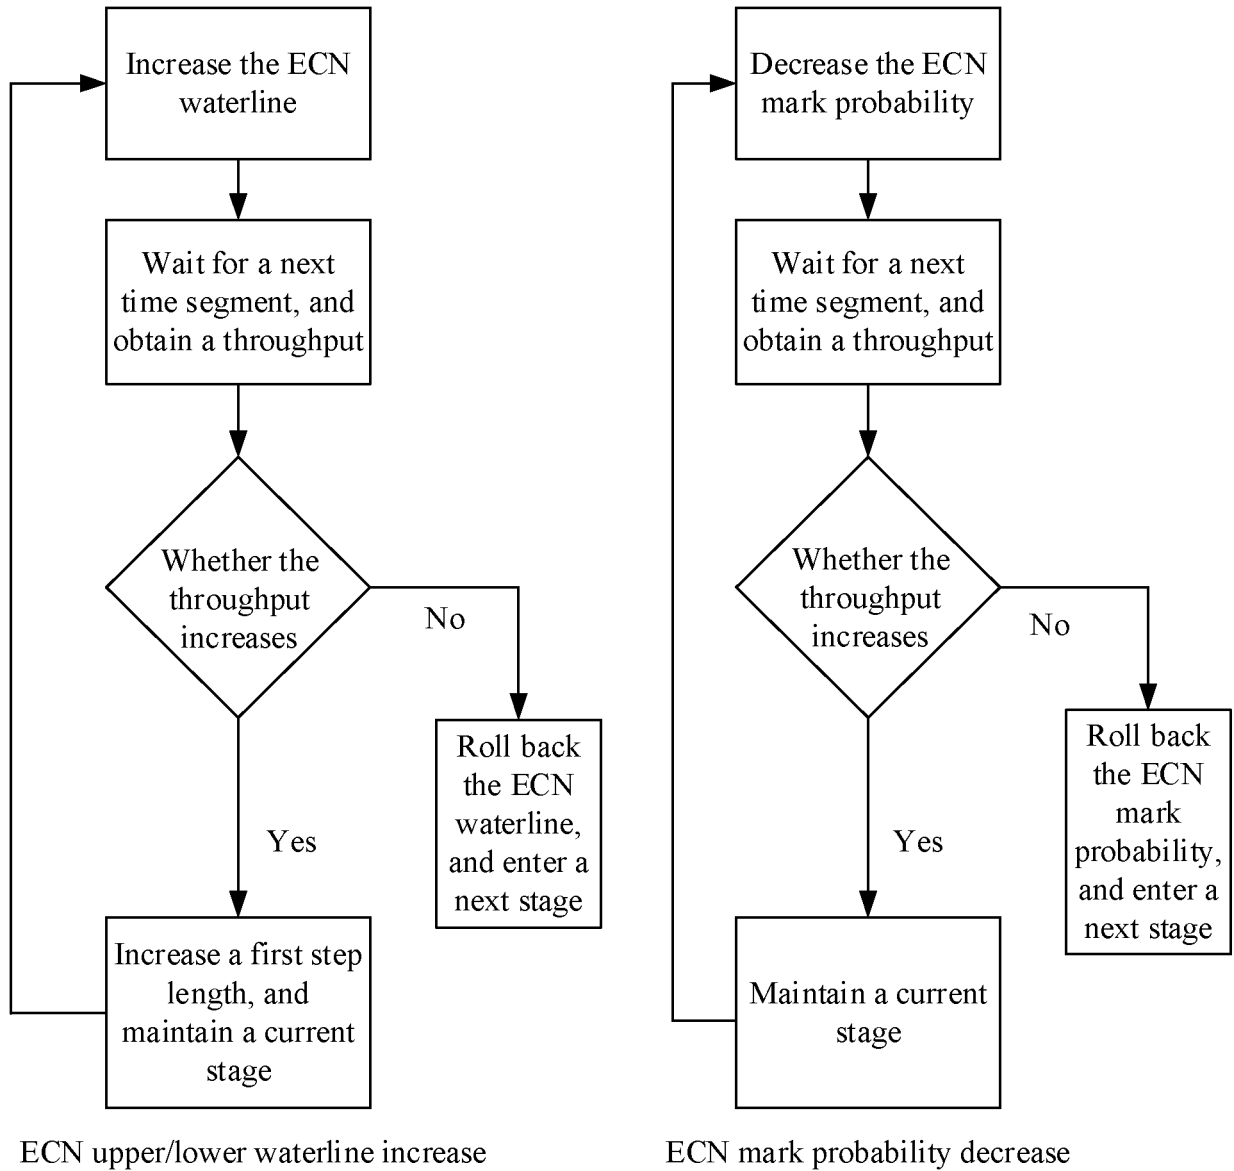 Increase the ECN
waterline
Wait for a next
time segment, and
obtain a throughput
Whether the
throughput
increases
No
Roll back
the ECN
waterline,
and enter a
next stage
Yes
Increase a first step
length, and
maintain a current
stage
ECN upper/lower waterline increase
Decrease the ECN
mark probability
Wait for a next
time segment, and
obtain a throughput
Whether the
throughput
increases
No
Roll back
the ECN
mark
probability,
and enter a
next stage
Yes
Maintain a current
stage
ECN mark probability decrease